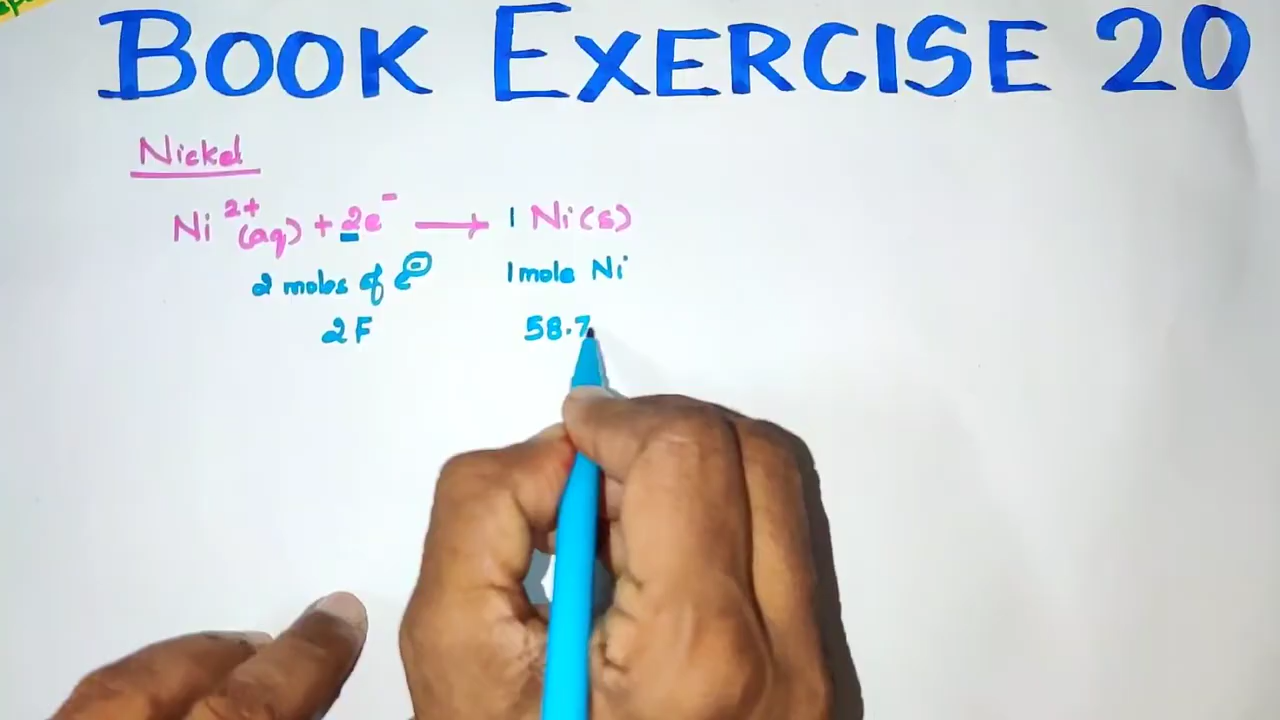 BOOK EXERCISE 20
Nickel
Ni²⁺(aq) + 2e⁻ ⟶ 1 Ni(s)
2 moles of e⊖ 1 mole Ni
2F 58.7